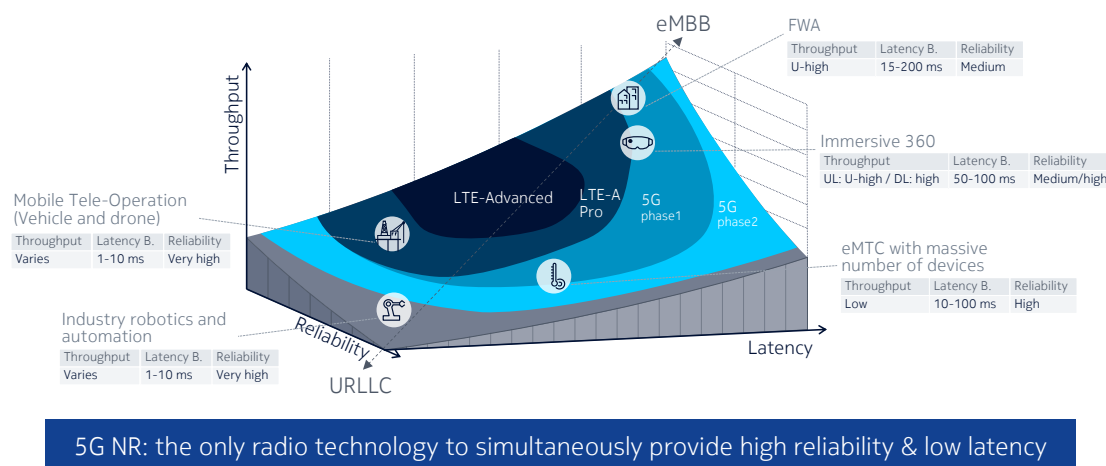 eMBB
FWA
Throughput Latency B. Reliability
U-high 15-200 ms Medium
Throughput
Immersive 360
Throughput Latency B. Reliability
UL: U-high / DL: high 50-100 ms Medium/high
LTE-Advanced
LTE-A
Pro
5G
phase1
5G
phase2
Mobile Tele-Operation
(Vehicle and drone)
Throughput Latency B. Reliability
Varies 1-10 ms Very high
eMTC with massive
number of devices
Throughput Latency B. Reliability
Low 10-100 ms High
Industry robotics and
automation
Throughput Latency B. Reliability
Varies 1-10 ms Very high
Reliability
URLLC
Latency
5G NR: the only radio technology to simultaneously provide high reliability & low latency